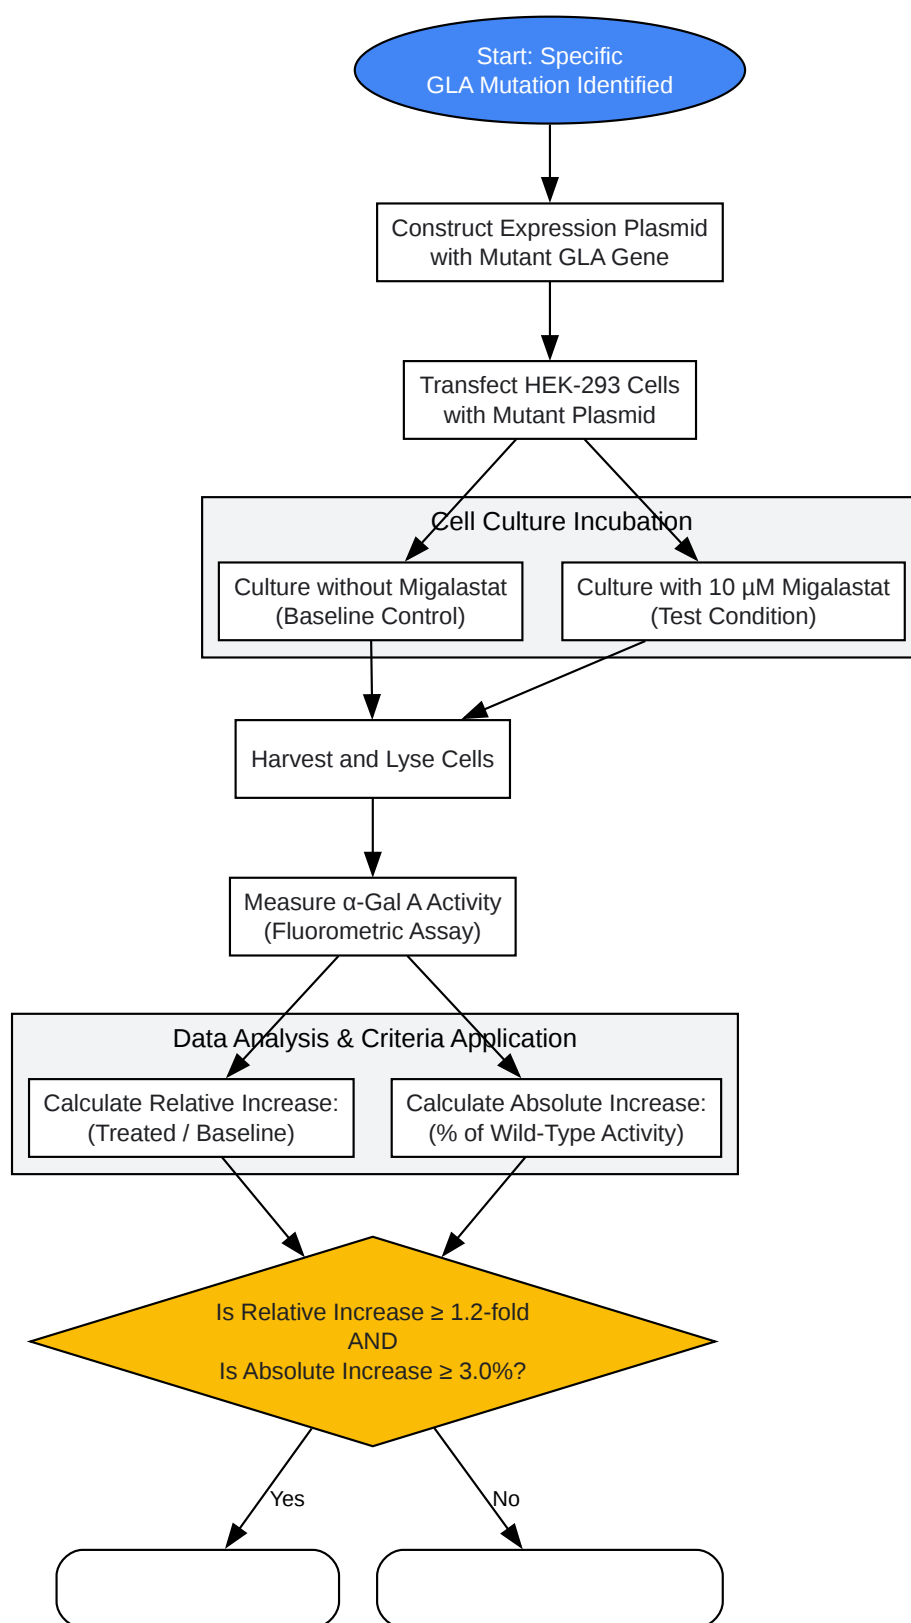 Start: Specific
GLA Mutation Identified
Construct Expression Plasmid
with Mutant GLA Gene
Transfect HEK-293 Cells
with Mutant Plasmid
Cell Culture Incubation
Culture without Migalastat
(Baseline Control)
Culture with 10 µM Migalastat
(Test Condition)
Harvest and Lyse Cells
Measure α-Gal A Activity
(Fluorometric Assay)
Data Analysis & Criteria Application
Calculate Relative Increase:
(Treated / Baseline)
Calculate Absolute Increase:
(% of Wild-Type Activity)
Is Relative Increase ≥ 1.2-fold
AND
Is Absolute Increase ≥ 3.0%?
Yes
No